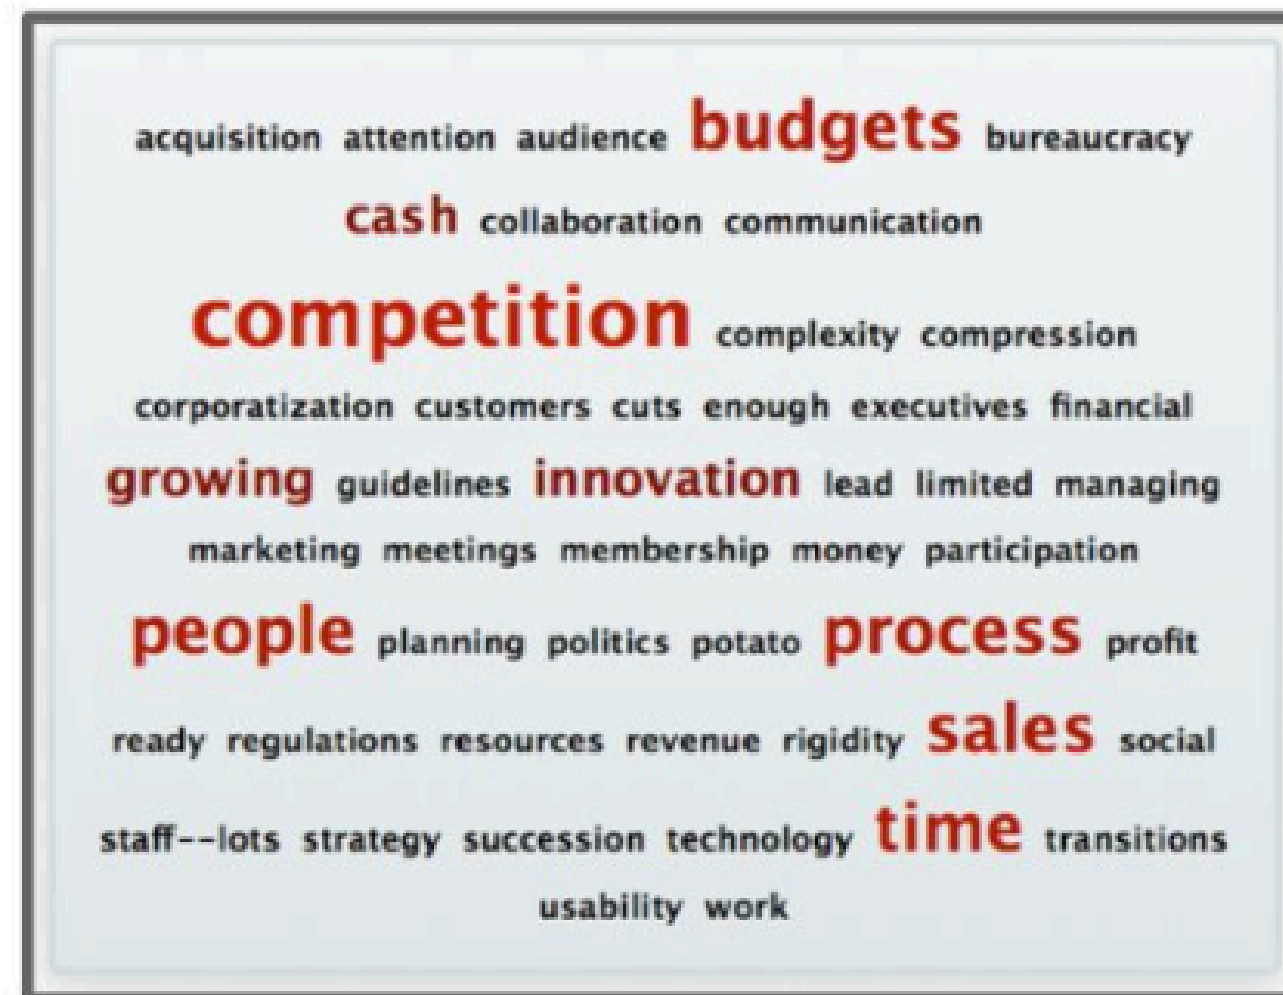 acquisition attention audience budgets bureaucracy
cash collaboration communication
competition complexity compression
corporatization customers cuts enough executives financial
growing guidelines innovation lead limited managing
marketing meetings membership money participation
people planning politics potato process profit
ready regulations resources revenue rigidity sales social
staff--lots strategy succession technology time transitions
usability work